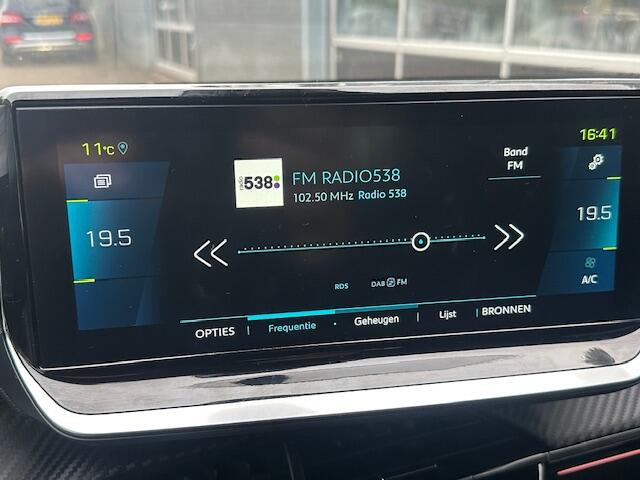 11°C
16:41
radio 538
FM RADIO538
102.50 MHz Radio 538
Band
FM
19.5
19.5
RDS
DAB FM
A/C
OPTIES
Frequentie
Geheugen
Lijst
BRONNEN